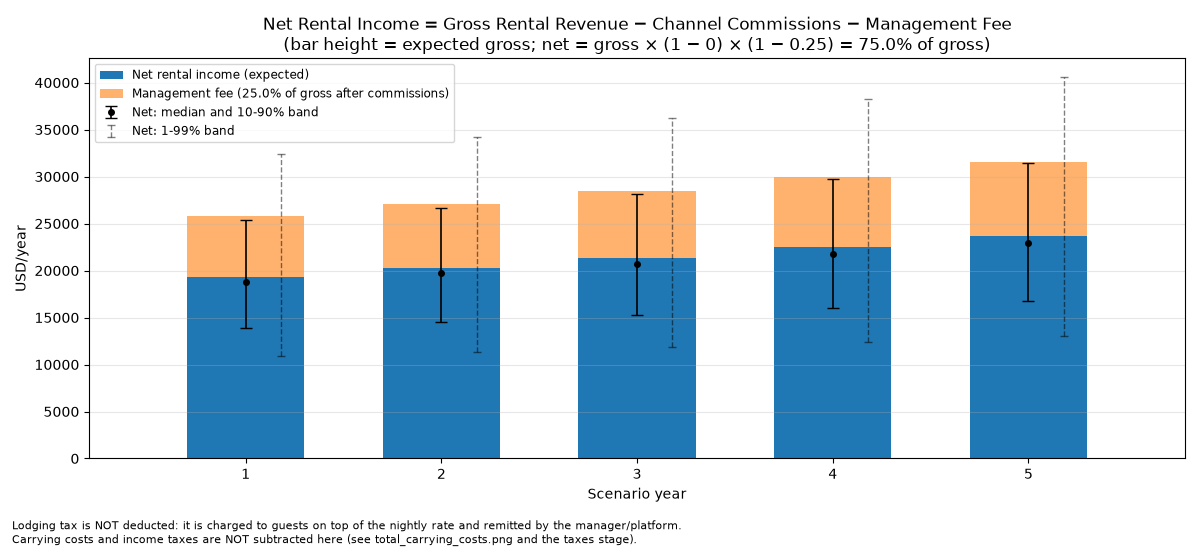 Net Rental Income = Gross Rental Revenue − Channel Commissions − Management Fee
(bar height = expected gross; net = gross × (1 − 0) × (1 − 0.25) = 75.0% of gross)
Net rental income (expected)
Management fee (25.0% of gross after commissions)
Net: median and 10-90% band
Net: 1-99% band
USD/year
40000
35000
30000
25000
20000
15000
10000
5000
0
1
2
3
4
5
Scenario year
Lodging tax is NOT deducted: it is charged to guests on top of the nightly rate and remitted by the manager/platform.
Carrying costs and income taxes are NOT subtracted here (see total_carrying_costs.png and the taxes stage).